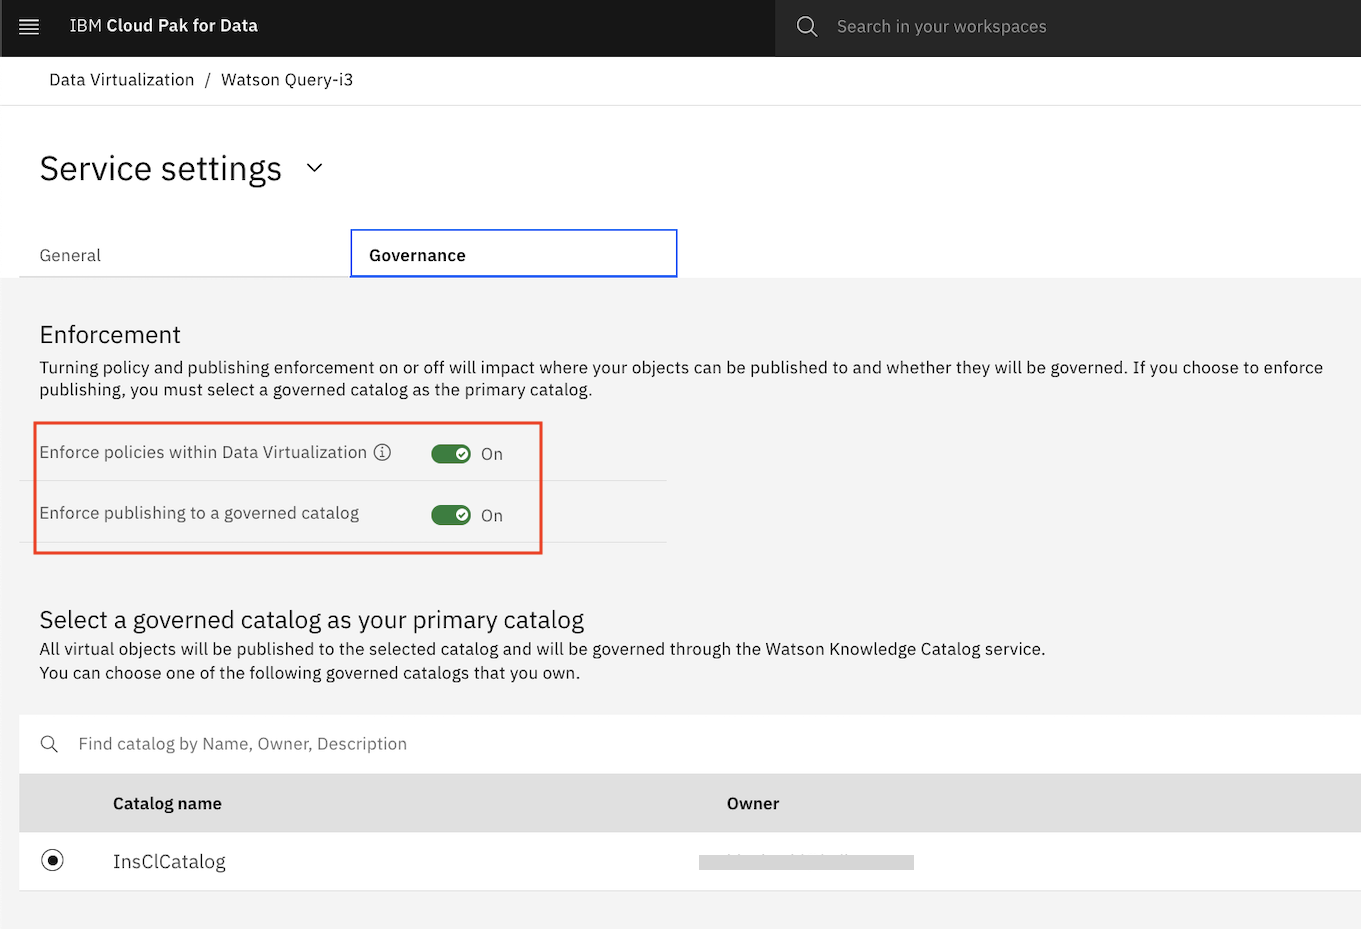 IBM Cloud Pak for Data
Search in your workspaces
Data Virtualization / Watson Query-i3
Service settings
General
Governance
Enforcement
Turning policy and publishing enforcement on or off will impact where your objects can be published to and whether they will be governed. If you choose to enforce
publishing, you must select a governed catalog as the primary catalog.
Enforce policies within Data Virtualization
On
Enforce publishing to a governed catalog
On
Select a governed catalog as your primary catalog
All virtual objects will be published to the selected catalog and will be governed through the Watson Knowledge Catalog service.
You can choose one of the following governed catalogs that you own.
Find catalog by Name, Owner, Description
Catalog name
Owner
InsClCatalog